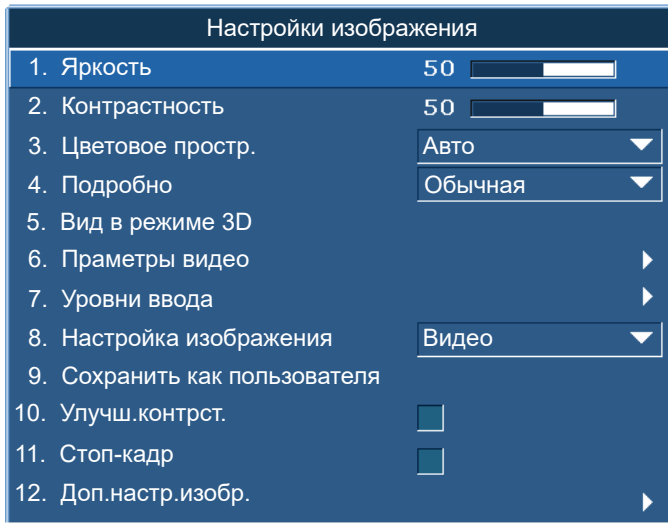 Настройки изображения
1. Яркость 50
2. Контрастность 50
3. Цветовое простр. Авто
4. Подробно Обычная
5. Вид в режиме 3D
6. Праметры видео
7. Уровни ввода
8. Настройка изображения Видео
9. Сохранить как пользователя
10. Улучш.контрст.
11. Стоп-кадр
12. Доп.настр.изобр.